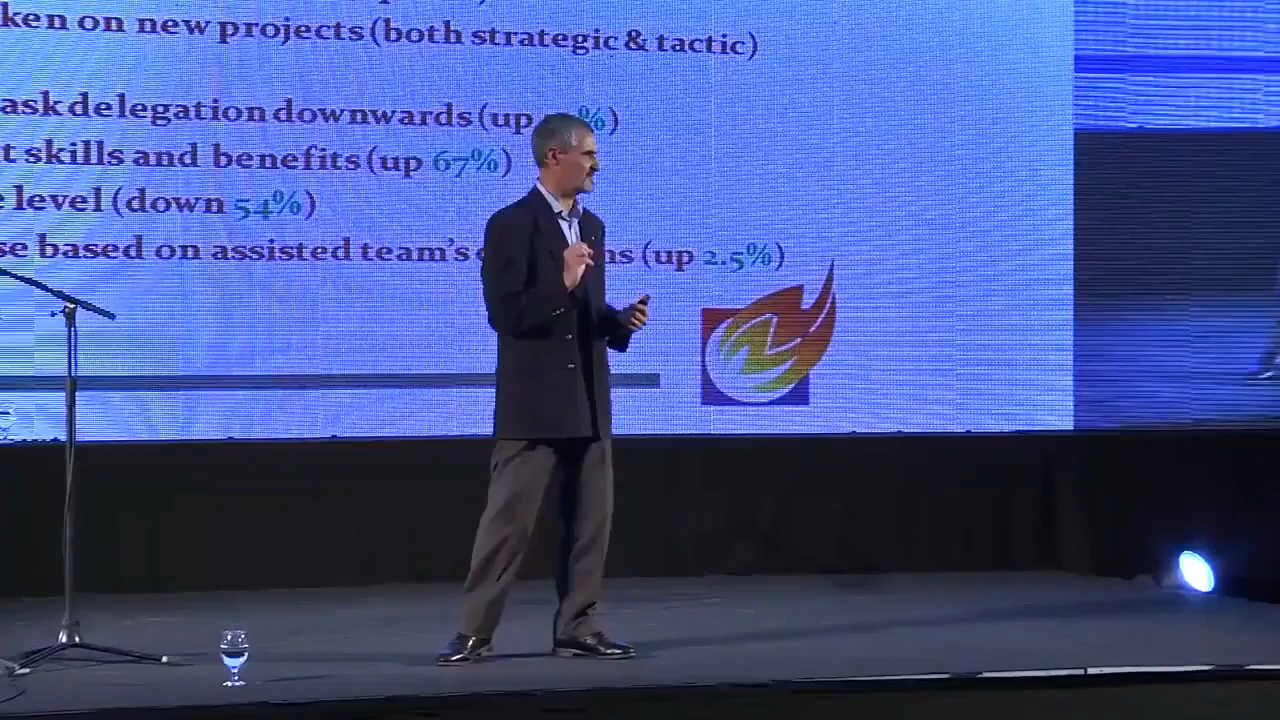 ken on new projects (both strategic & tactic)
ask delegation downwards (up %)
t skills and benefits (up 67%)
level (down 54%)
se based on assisted team's (up 2.5%)